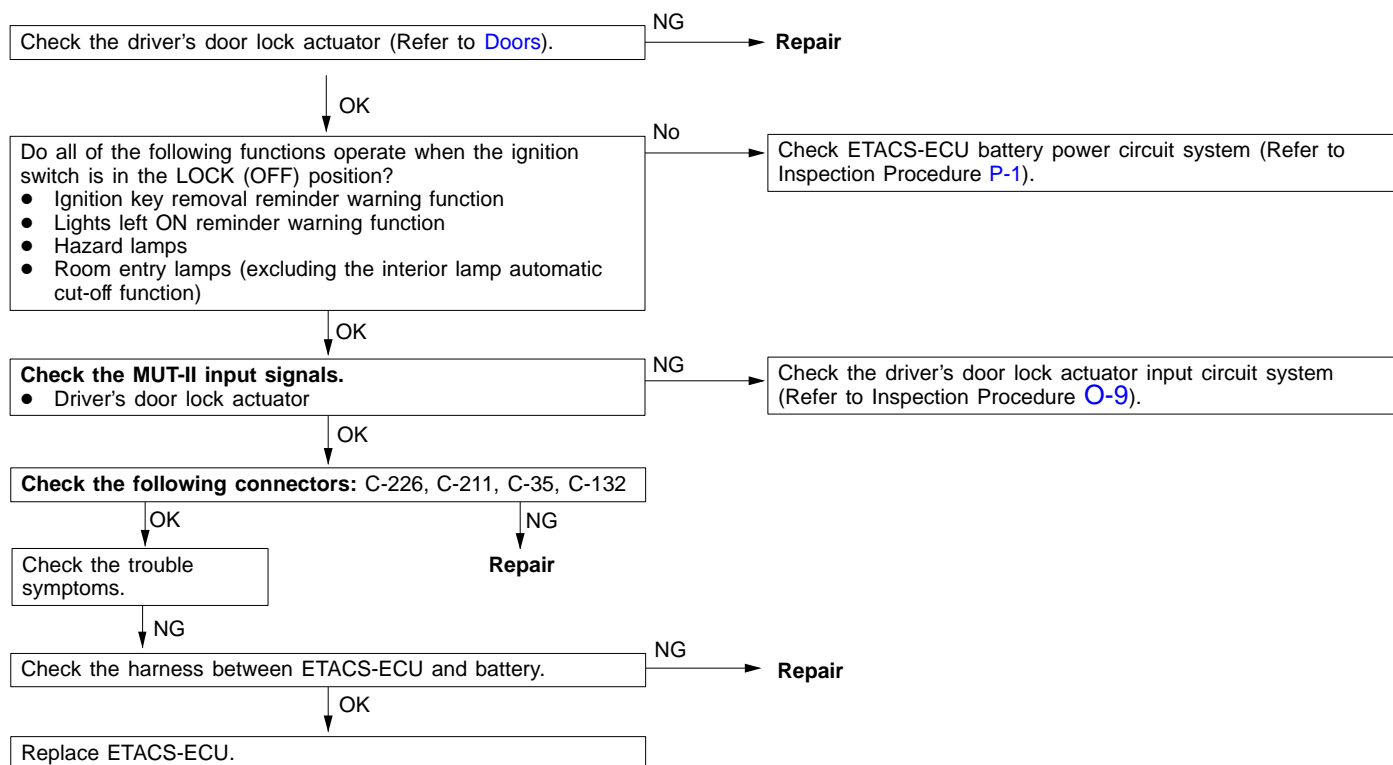 Check the driver's door lock actuator (Refer to Doors).
NG
Repair
OK
Do all of the following functions operate when the ignition
switch is in the LOCK (OFF) position?
● Ignition key removal reminder warning function
● Lights left ON reminder warning function
● Hazard lamps
● Room entry lamps (excluding the interior lamp automatic
cut-off function)
No
Check ETACS-ECU battery power circuit system (Refer to
Inspection Procedure P-1).
OK
Check the MUT-II input signals.
● Driver's door lock actuator
NG
Check the driver's door lock actuator input circuit system
(Refer to Inspection Procedure O-9).
OK
Check the following connectors: C-226, C-211, C-35, C-132
OK
NG
Check the trouble
symptoms.
Repair
NG
Check the harness between ETACS-ECU and battery.
NG
Repair
OK
Replace ETACS-ECU.